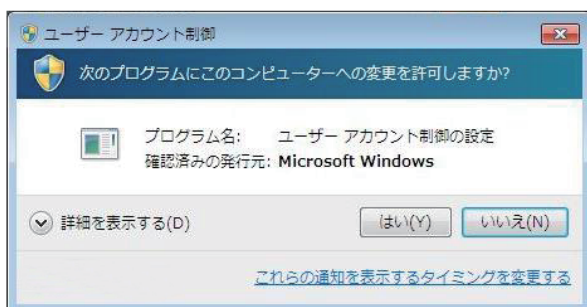 ユーザー アカウント制御
次のプログラムにこのコンピューターへの変更を許可しますか?
プログラム名: ユーザー アカウント制御の設定
確認済みの発行元: Microsoft Windows
詳細を表示する(D) はい(Y) いいえ(N)
これらの通知を表示するタイミングを変更する